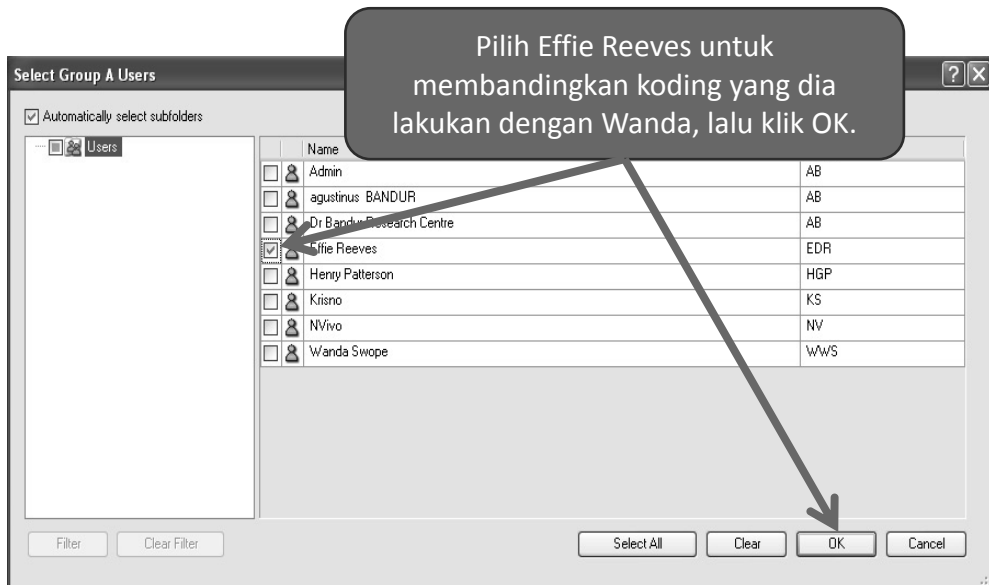 Pilih Effie Reeves untuk
membandingkan koding yang dia
lakukan dengan Wanda, lalu klik OK.
Select Group A Users
Automatically select subfolders
Users
Name
Admin AB
agustinus BANDUR AB
Dr Bandur Research Centre AB
Effie Reeves EDR
Henry Patterson HGP
Krisno KS
NVivo NV
Wanda Swope WWS
Filter Clear Filter Select All Clear OK Cancel